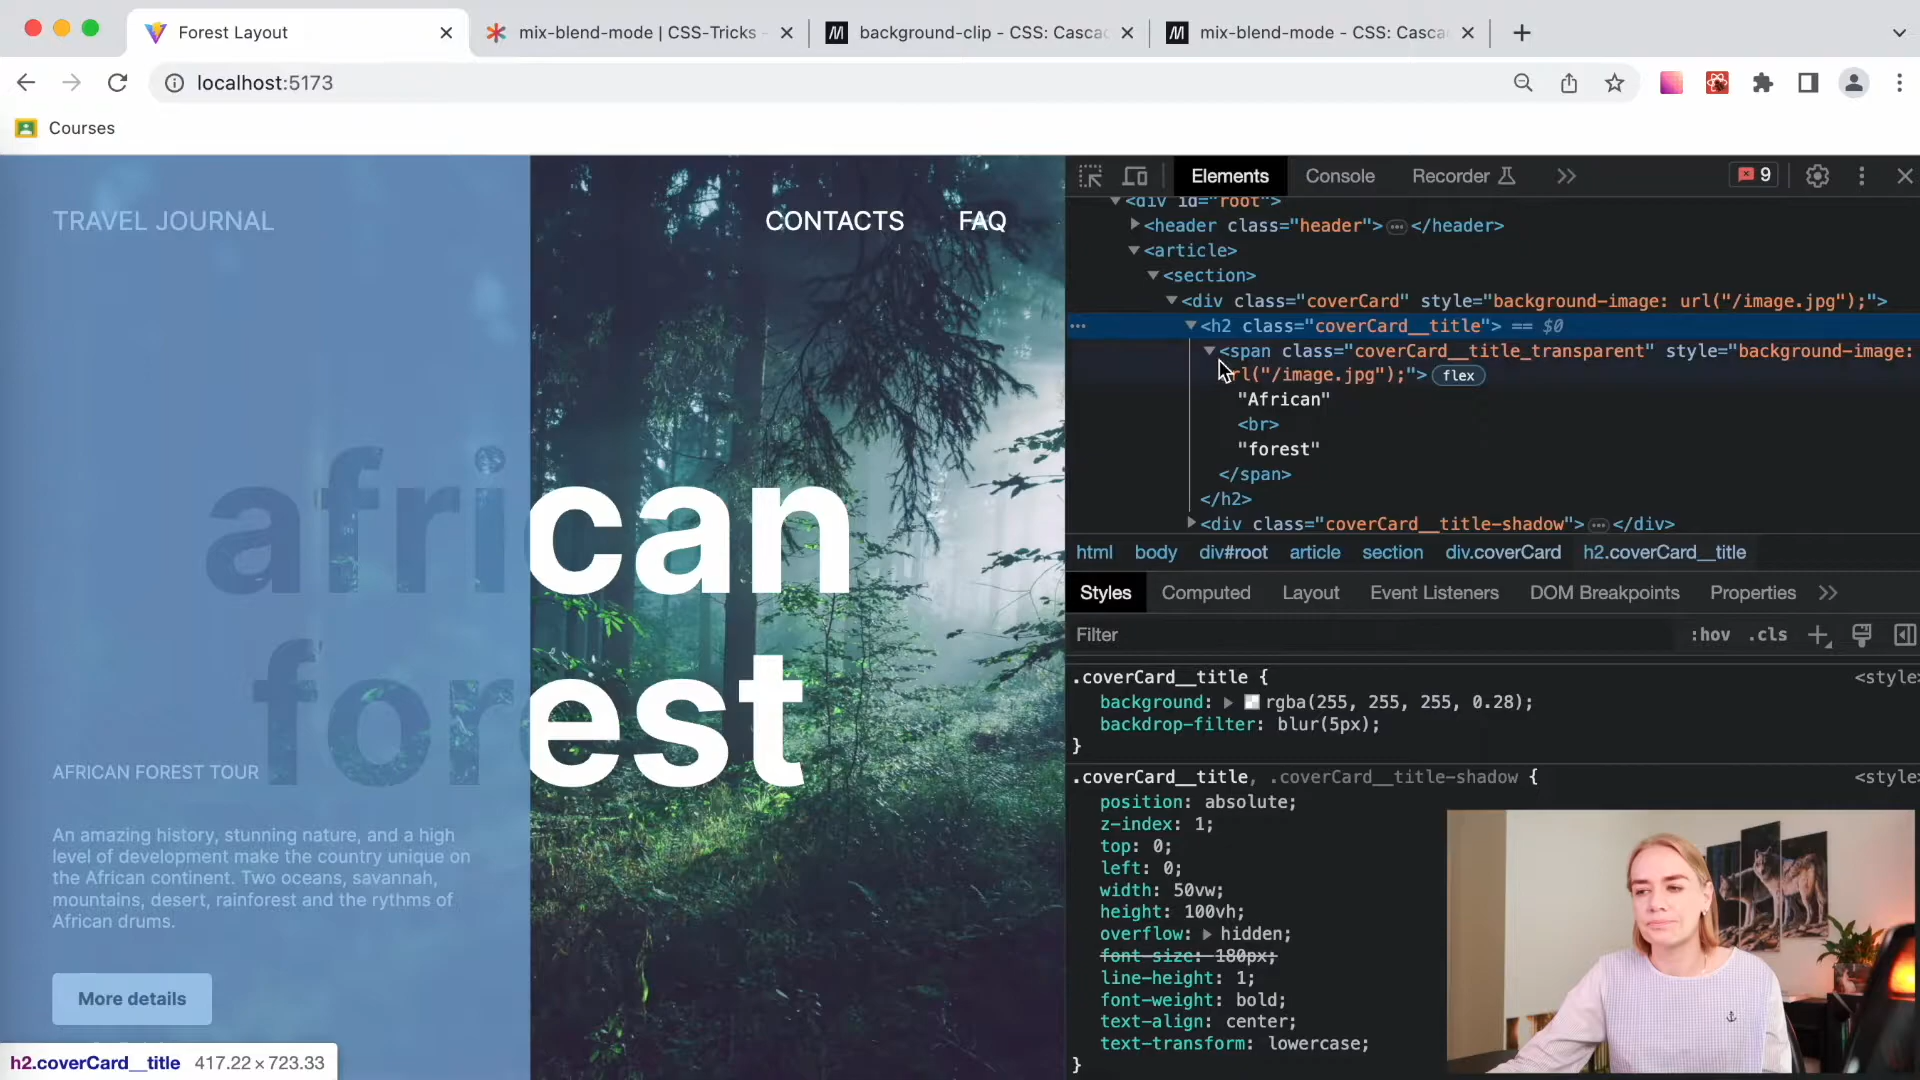 Forest Layout
mix-blend-mode | CSS-Tricks -
background-clip - CSS: Casca
mix-blend-mode - CSS: Casca
localhost:5173
Courses
TRAVEL JOURNAL
CONTACTS
FAQ
african
forest
AFRICAN FOREST TOUR
An amazing history, stunning nature, and a high
level of development make the country unique on
the African continent. Two oceans, savannah,
mountains, desert, rainforest and the rythms of
African drums.
More details
h2.coverCard__title 417.22×723.33
Elements
Console
Recorder
9
<div id="root">
<header class="header"> … </header>
<article>
<section>
<div class="coverCard" style="background-image: url("/image.jpg");">
<h2 class="coverCard__title"> == $0
<span class="coverCard__title_transparent" style="background-image:
url("/image.jpg");"> flex
"African"
<br>
"forest"
</span>
</h2>
<div class="coverCard__title-shadow"> … </div>
html body div#root article section div.coverCard h2.coverCard__title
Styles Computed Layout Event Listeners DOM Breakpoints Properties
Filter
:hov .cls
.coverCard__title {
<style>
background: rgba(255, 255, 255, 0.28);
backdrop-filter: blur(5px);
}
.coverCard__title, .coverCard__title-shadow {
<style>
position: absolute;
z-index: 1;
top: 0;
left: 0;
width: 50vw;
height: 100vh;
overflow: hidden;
font-size: 180px;
line-height: 1;
font-weight: bold;
text-align: center;
text-transform: lowercase;
}